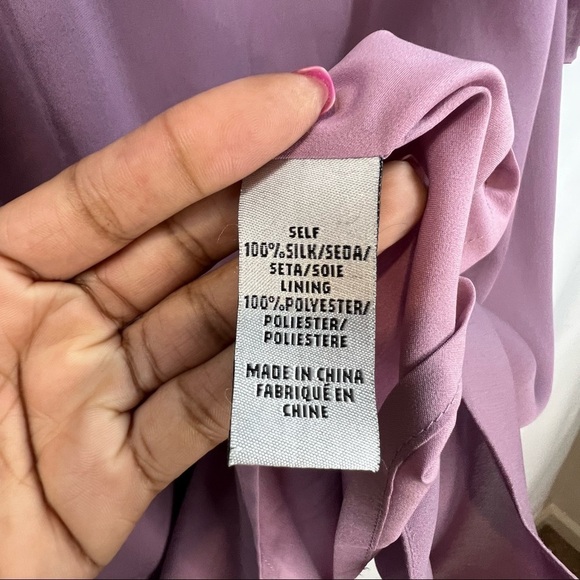 SELF
100%SILK/SEDA/
SETA/SOIE
LINING
100%POLYESTER/
POLIESTER/
POLIESTERE
MADE IN CHINA
FABRIQUÉ EN
CHINE